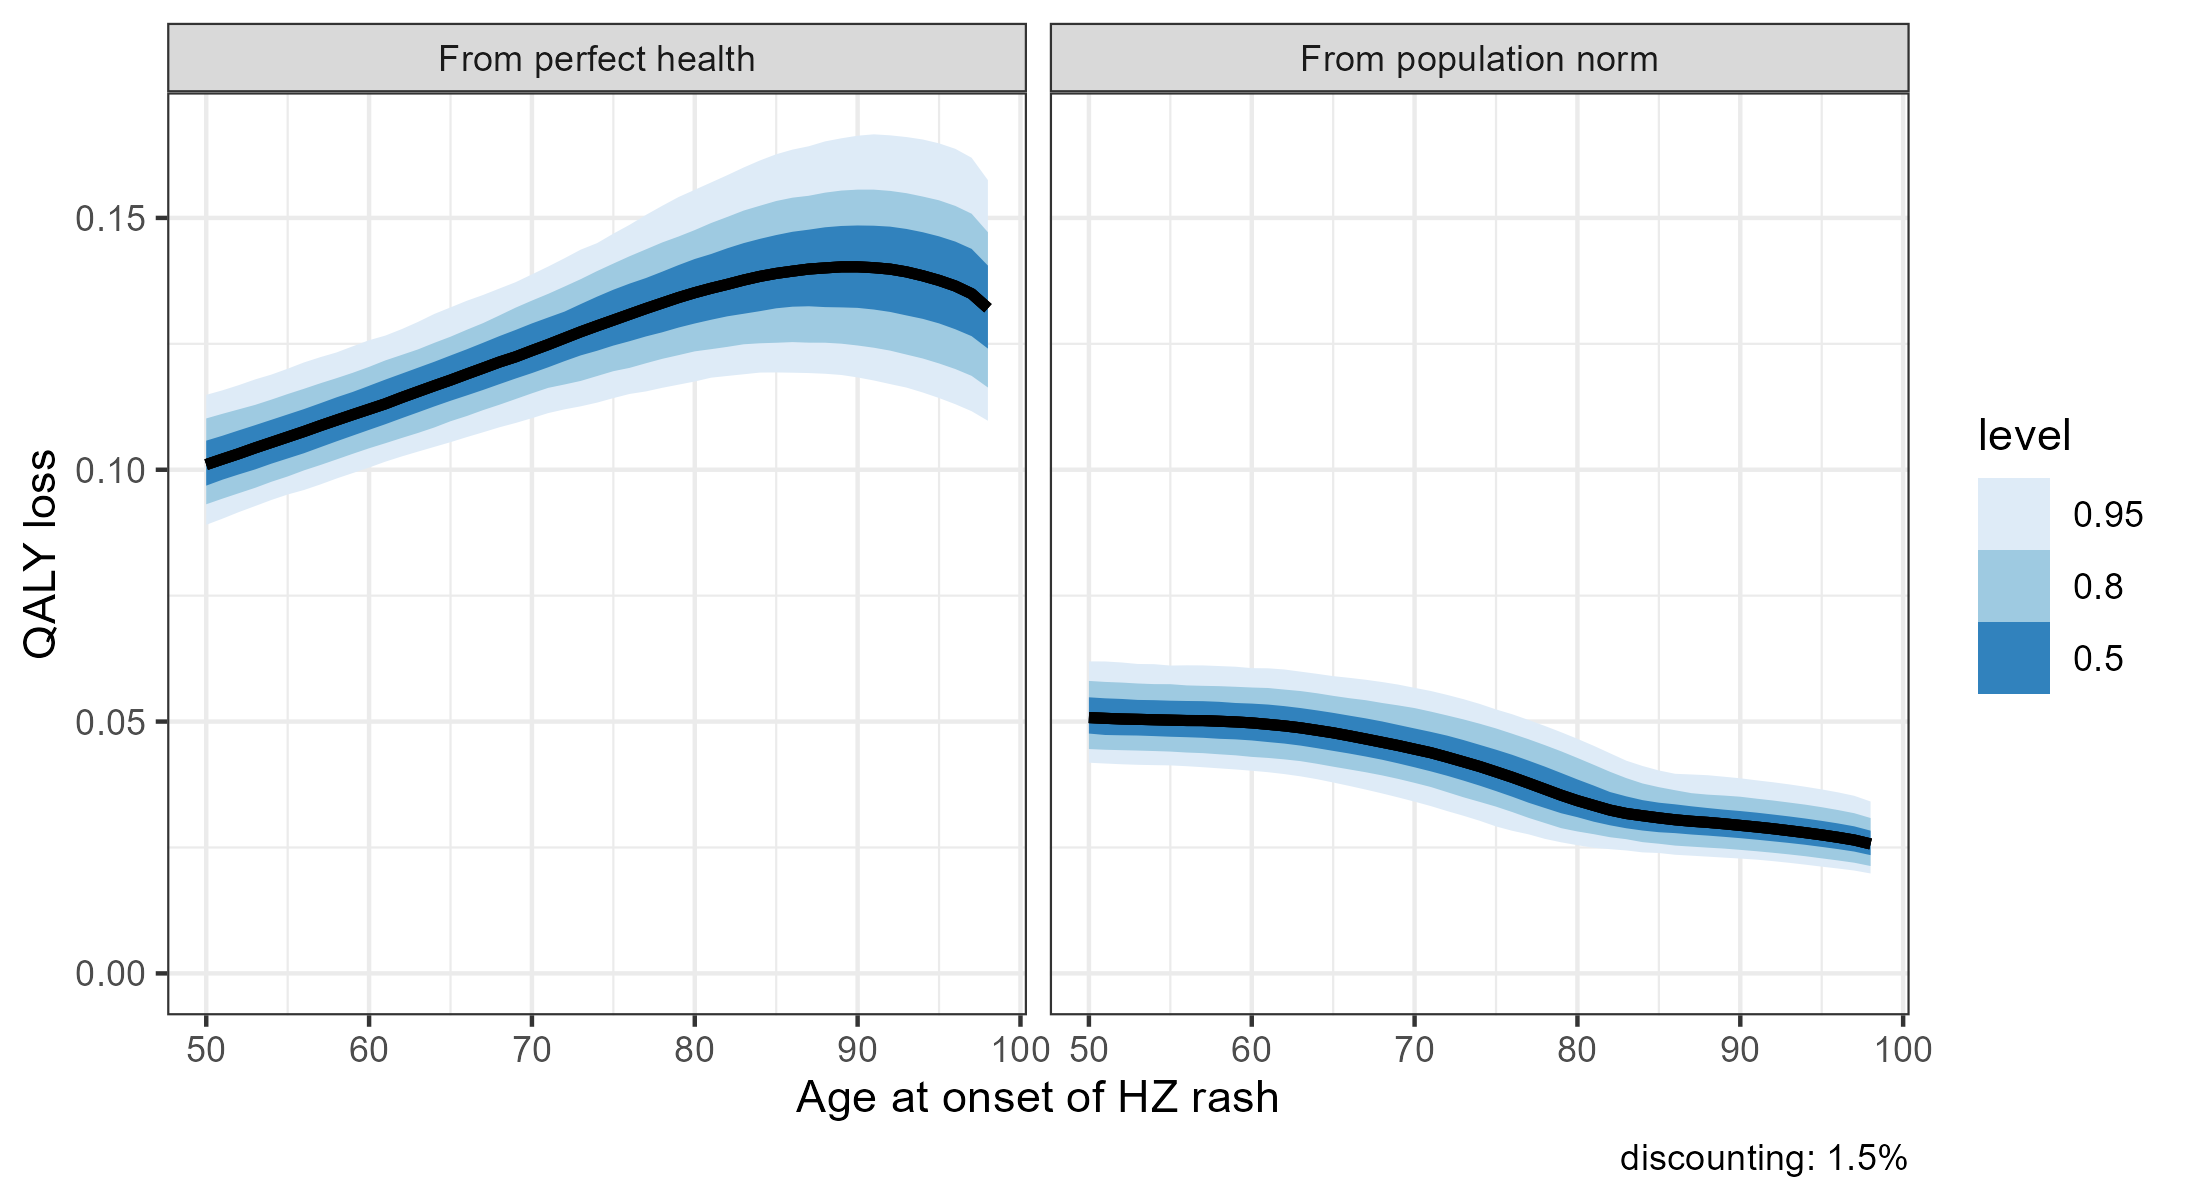 From perfect health
From population norm
QALY loss
0.15
0.10
0.05
0.00
50 60 70 80 90 100
50 60 70 80 90 100
Age at onset of HZ rash
level
0.95
0.8
0.5
discounting: 1.5%